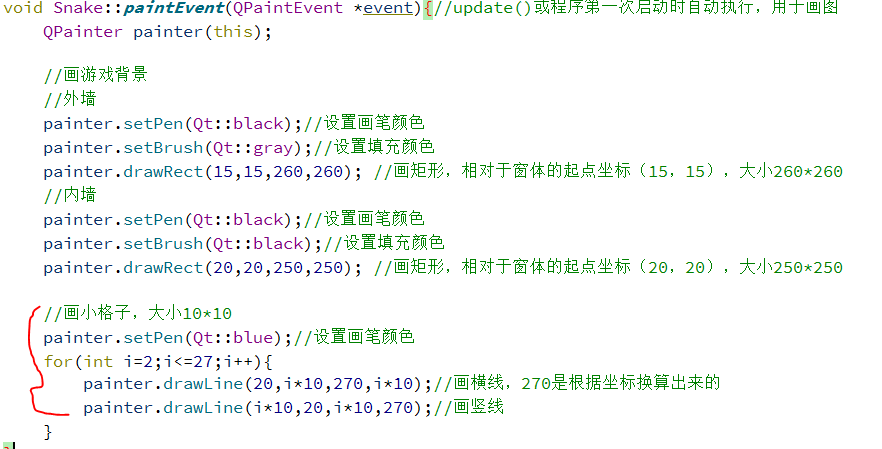 void Snake::paintEvent(QPaintEvent *event){//update()或程序第一次启动时自动执行，用于画图
QPainter painter(this);
//画游戏背景
//外墙
painter.setPen(Qt::black);//设置画笔颜色
painter.setBrush(Qt::gray);//设置填充颜色
painter.drawRect(15,15,260,260); //画矩形，相对于窗体的起点坐标（15，15），大小260*260
//内墙
painter.setPen(Qt::black);//设置画笔颜色
painter.setBrush(Qt::black);//设置填充颜色
painter.drawRect(20,20,250,250); //画矩形，相对于窗体的起点坐标（20，20），大小250*250
//画小格子，大小10*10
painter.setPen(Qt::blue);//设置画笔颜色
for(int i=2;i<=27;i++){
painter.drawLine(20,i*10,270,i*10);//画横线，270是根据坐标换算出来的
painter.drawLine(i*10,20,i*10,270);//画竖线
}